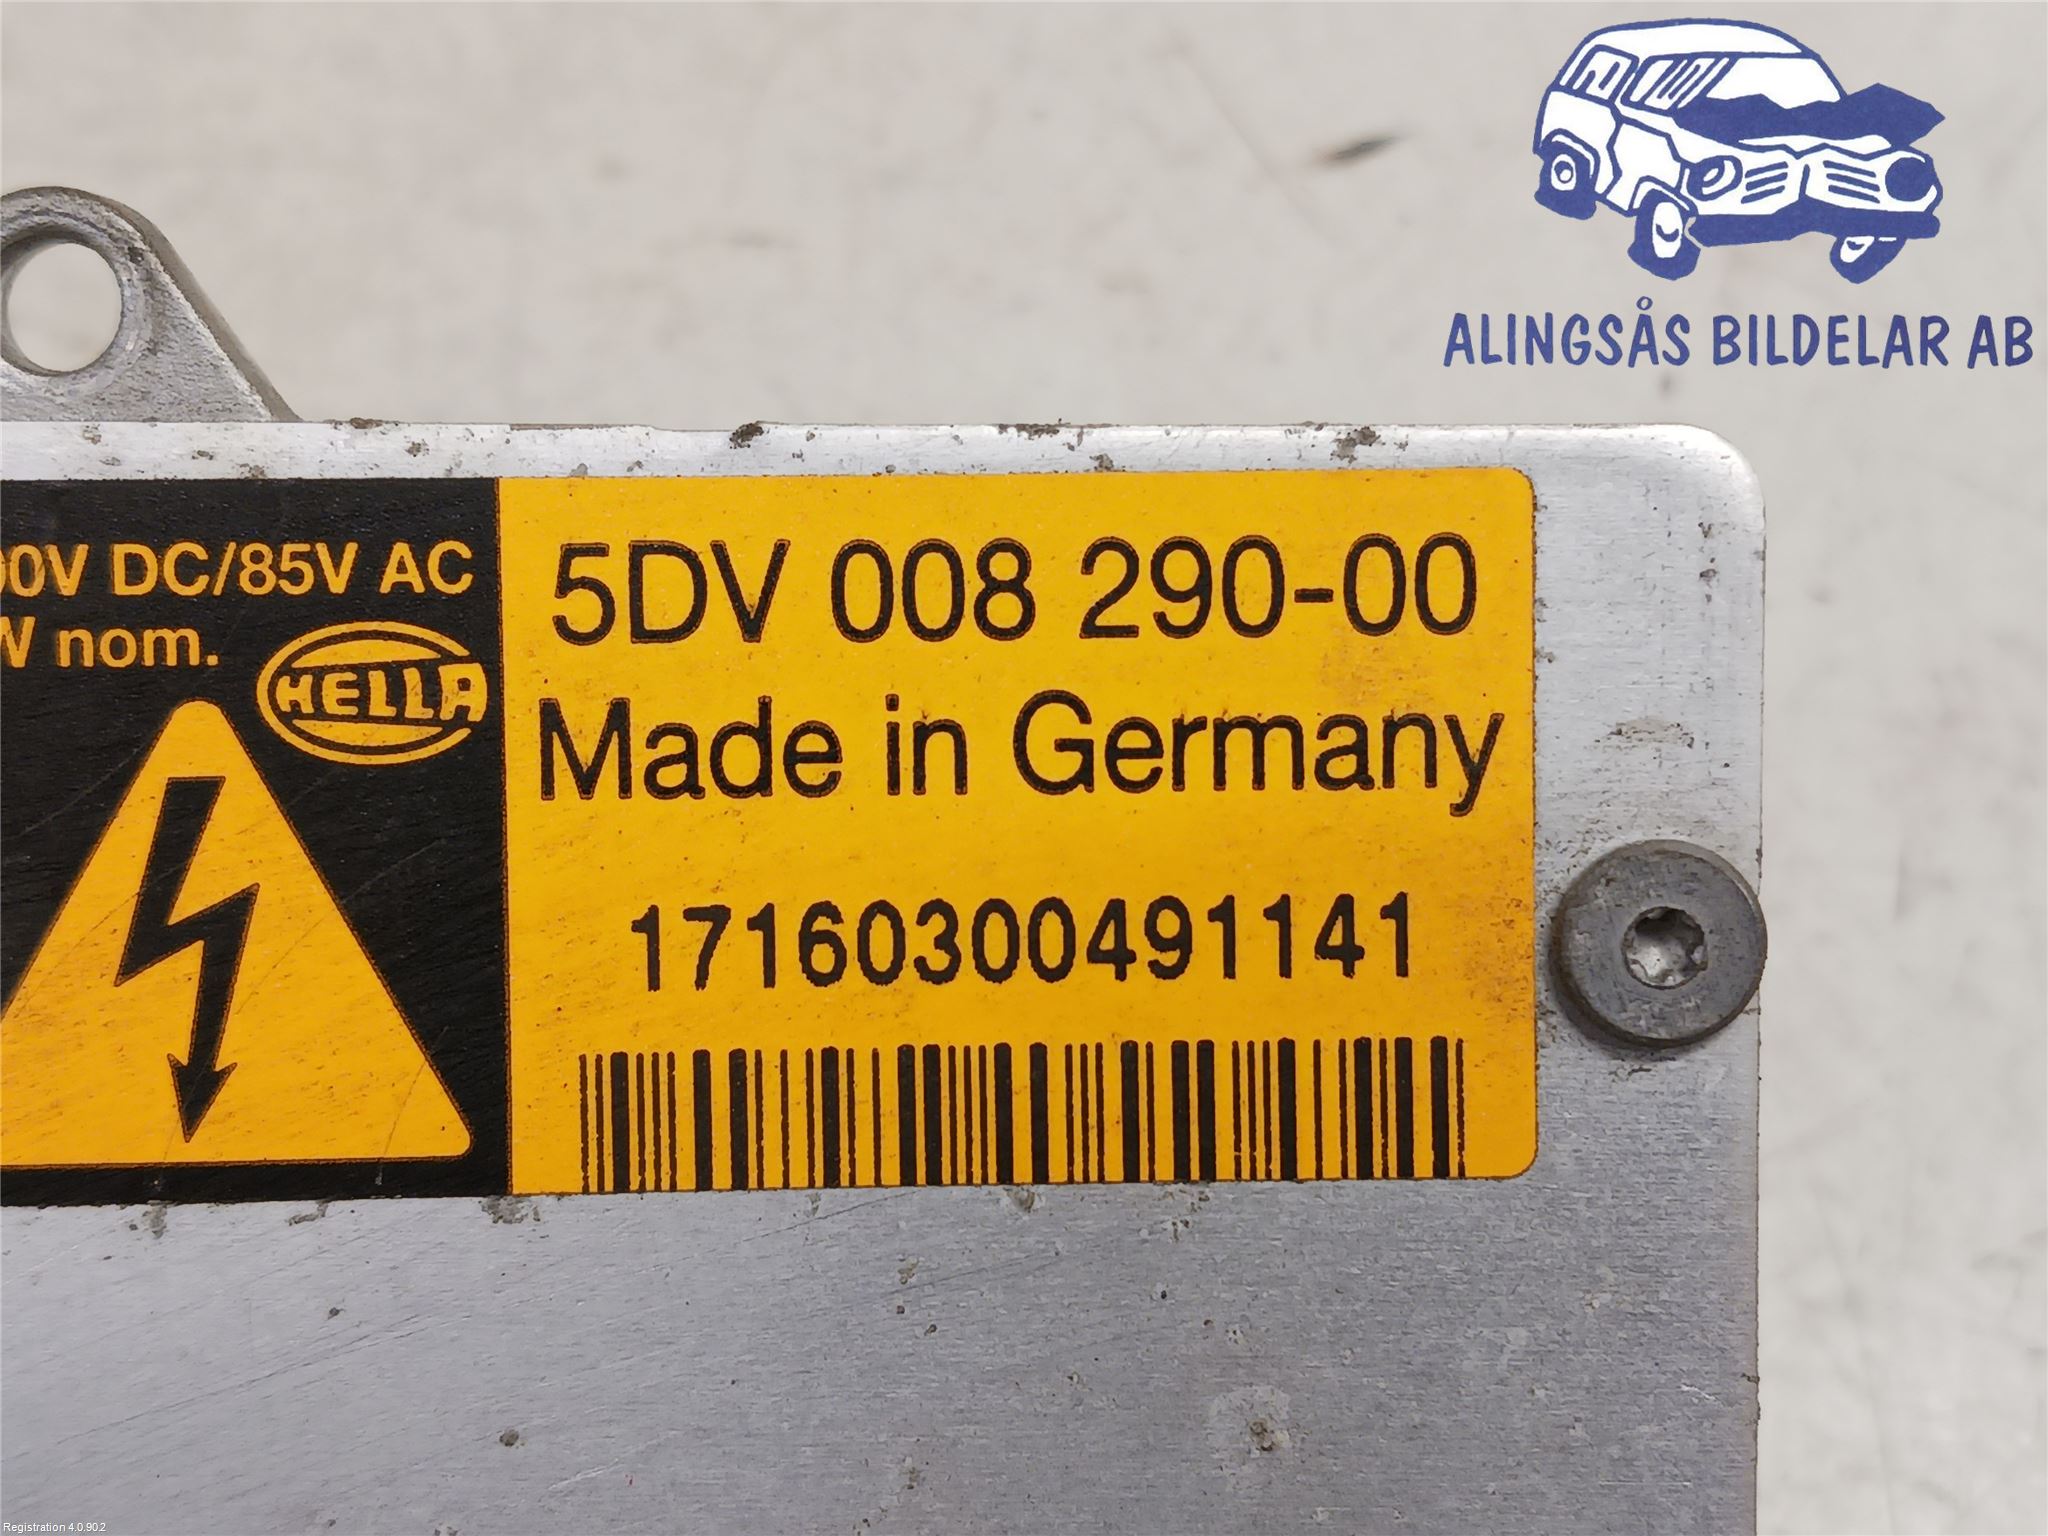 ALINGSÅS BILDELAR AB
00V DC/85V AC
W nom.
HELLA
5DV 008 290-00
Made in Germany
17160300491141
Registration 4.0.902